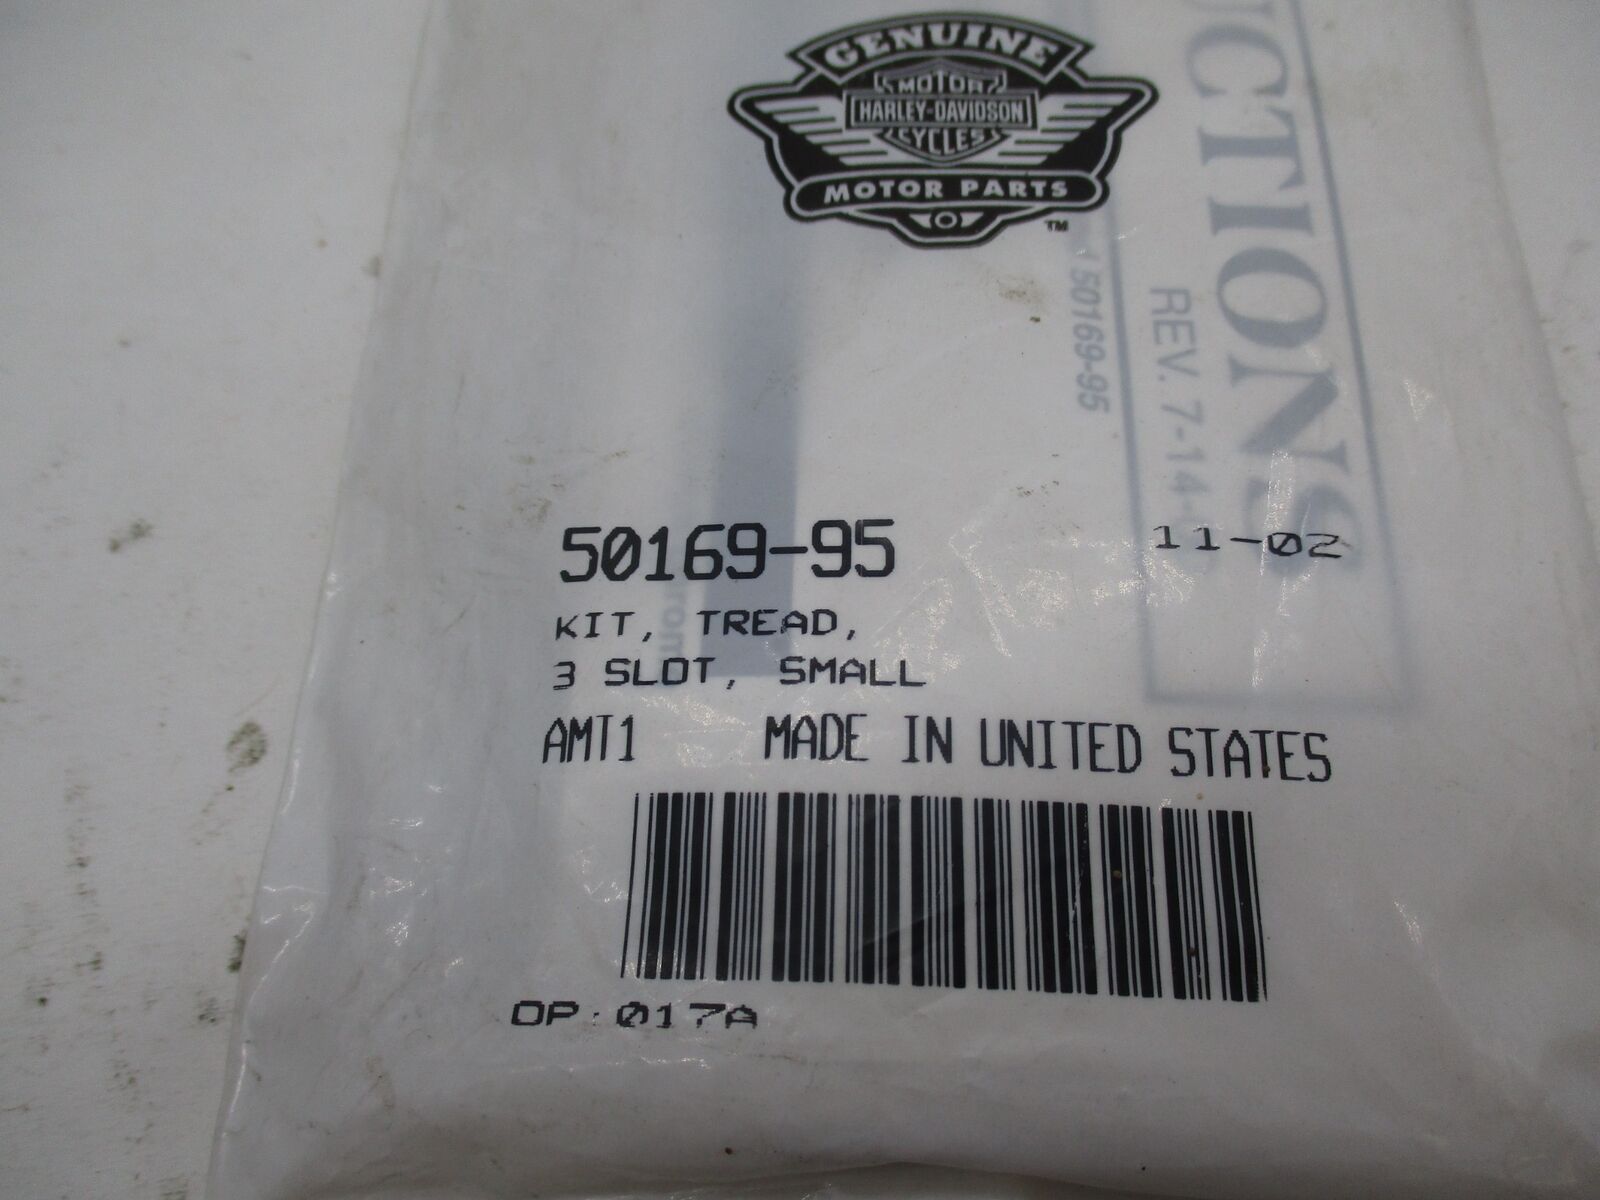 GENUINE
MOTOR
HARLEY-DAVIDSON
CYCLES
MOTOR PARTS
TM
UCTIONS
REV. 7-14-
50169-95
50169-95
11-02
KIT, TREAD,
3 SLOT, SMALL
AMT1 MADE IN UNITED STATES
OP: 017A